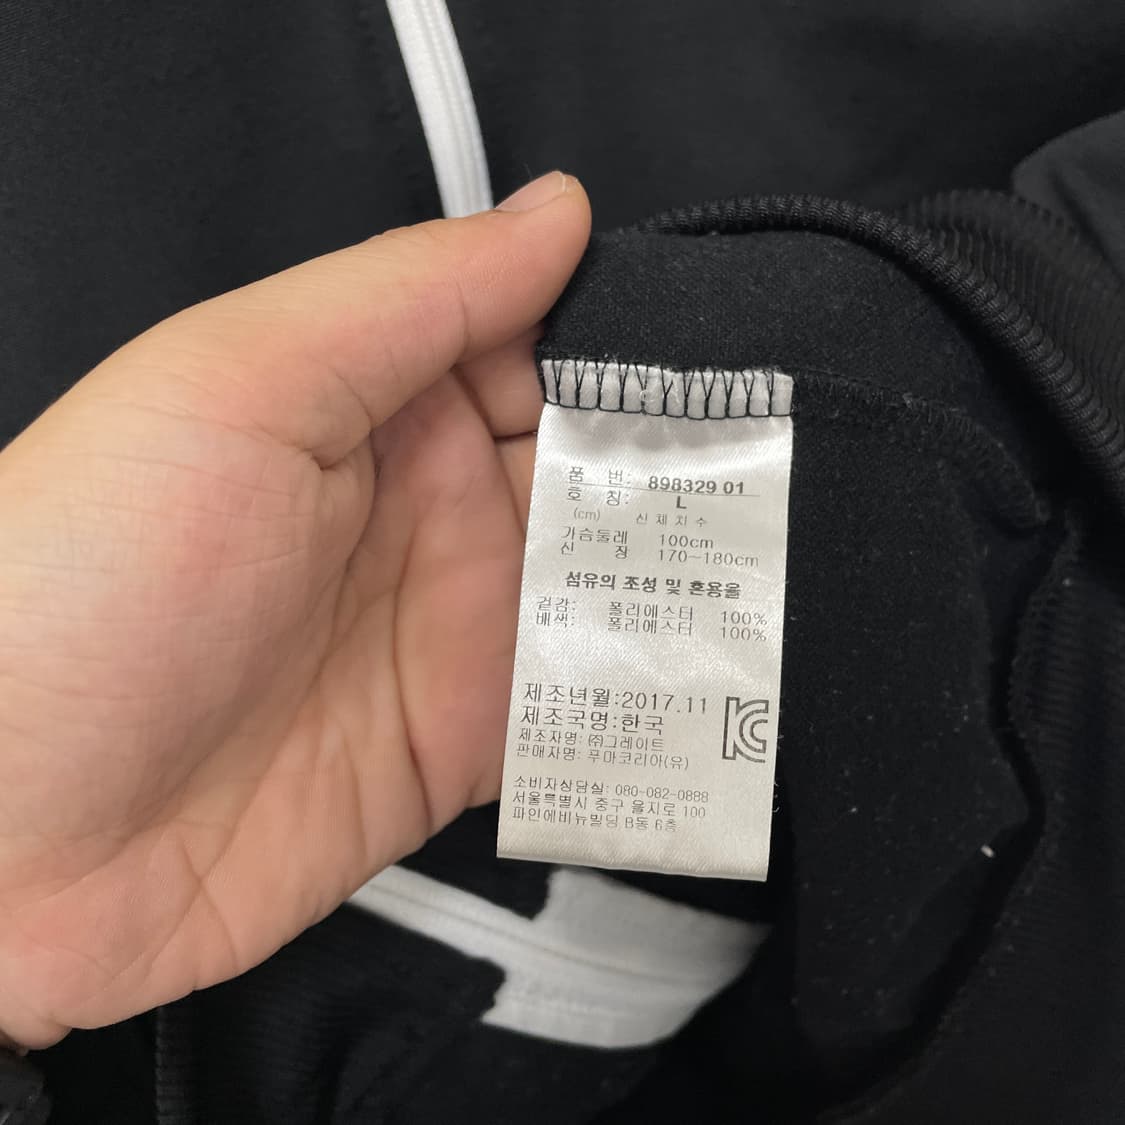 품 번: 898329 01
호 칭: L
(cm) 신체치수
가슴둘레 100cm
신 장 170~180cm
섬유의 조성 및 혼용율
겉감: 폴리에스터 100%
배색: 폴리에스터 100%
제조년월:2017.11
제조국명:한국
제조자명: ㈜그레이트
판매자명: 푸마코리아(유)
KC
소비자상담실: 080-082-0888
서울특별시 중구 을지로 100
파인에비뉴빌딩 B동 6층